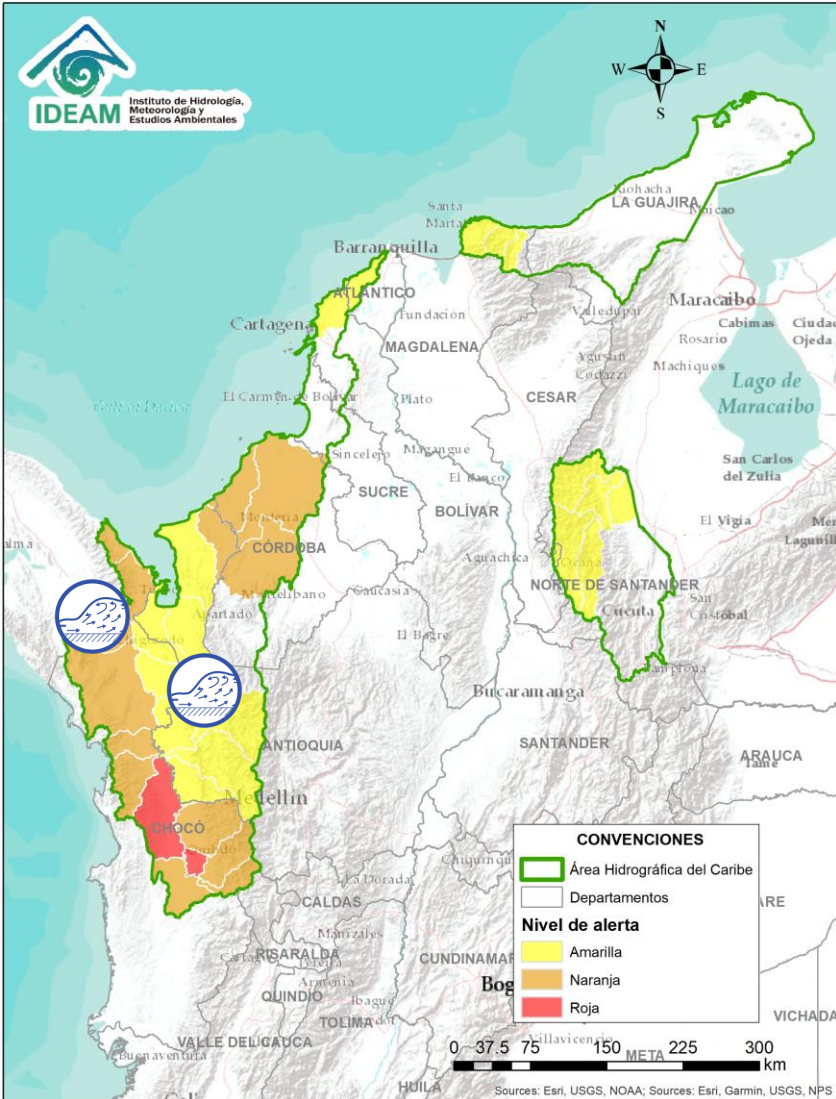 IDEAM
Instituto de Hidrología,
Meteorología y
Estudios Ambientales
N
W
E
S
Riohacha
LA GUAJIRA
Maicao
Santa
Marta
Barranquilla
ATLÁNTICO
Cartagena
Fundación
Valledupar
Maracaibo
Cabimas
Ciudad
Ojeda
Rosario
Machiques
MAGDALENA
Agustín
Codazzi
CESAR
Lago de
Maracaibo
El Carmen de Bolívar
Plato
Sincelejo
Magangue
SUCRE
El Banco
BOLÍVAR
San Carlos
del Zulia
El Vigía
Montería
CÓRDOBA
Aguachica
Ocaña
NORTE DE SANTANDER
Montelíbano
Caucasia
San
Cristóbal
Cucuta
Apartado
El Bagre
Pamplona
Bucaramanga
ANTIOQUIA
SANTANDER
ARAUCA
Tame
Medellín
CHOCÓ
Quibdó
La Dorada
CALDAS
Manizales
RISARALDA
Pereira
CUNDINAMAR
Armenia
QUINDÍO
Ibagué
TOLIMA
Bog
VALLE DEL CAUCA
Buenaventura
Villavicencio
META
VICHADA
HUILA
CONVENCIONES
Área Hidrográfica del Caribe
Departamentos
Nivel de alerta
Amarilla
Naranja
Roja
0 37.5 75 150 225 300
km
Sources: Esri, USGS, NOAA; Sources: Esri, Garmin, USGS, NPS